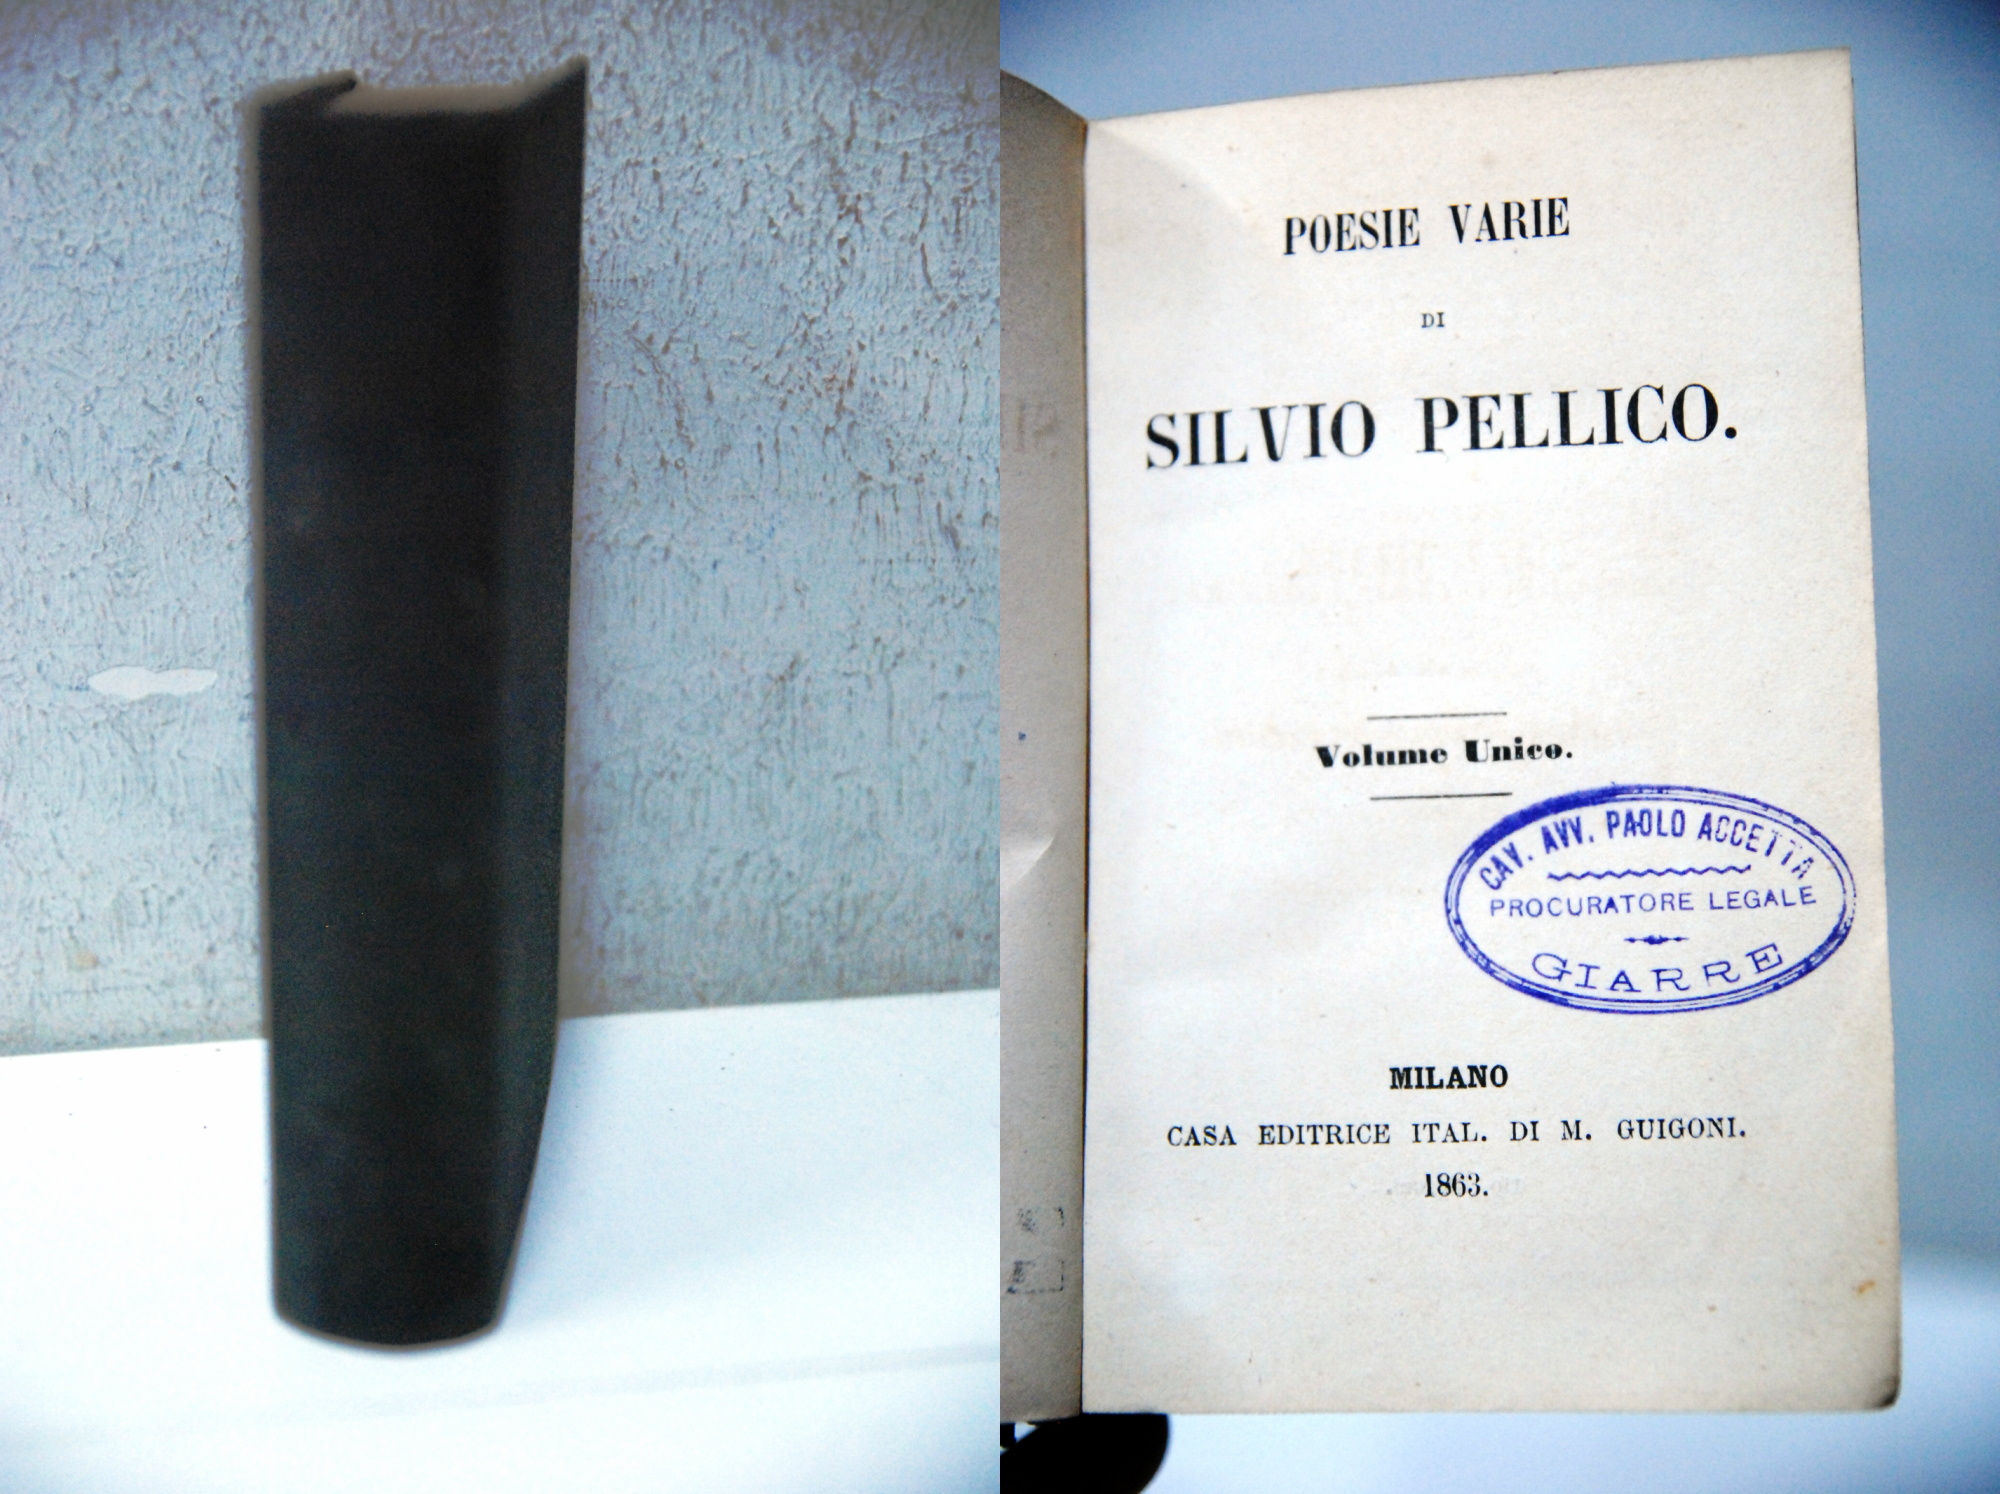 POESIE VARIE
DI
SILVIO PELLICO.
Volume Unico.
CAV. AVV. PAOLO ACCETTA
PROCURATORE LEGALE
GIARRE
MILANO
CASA EDITRICE ITAL. DI M. GUIGONI.
1863.